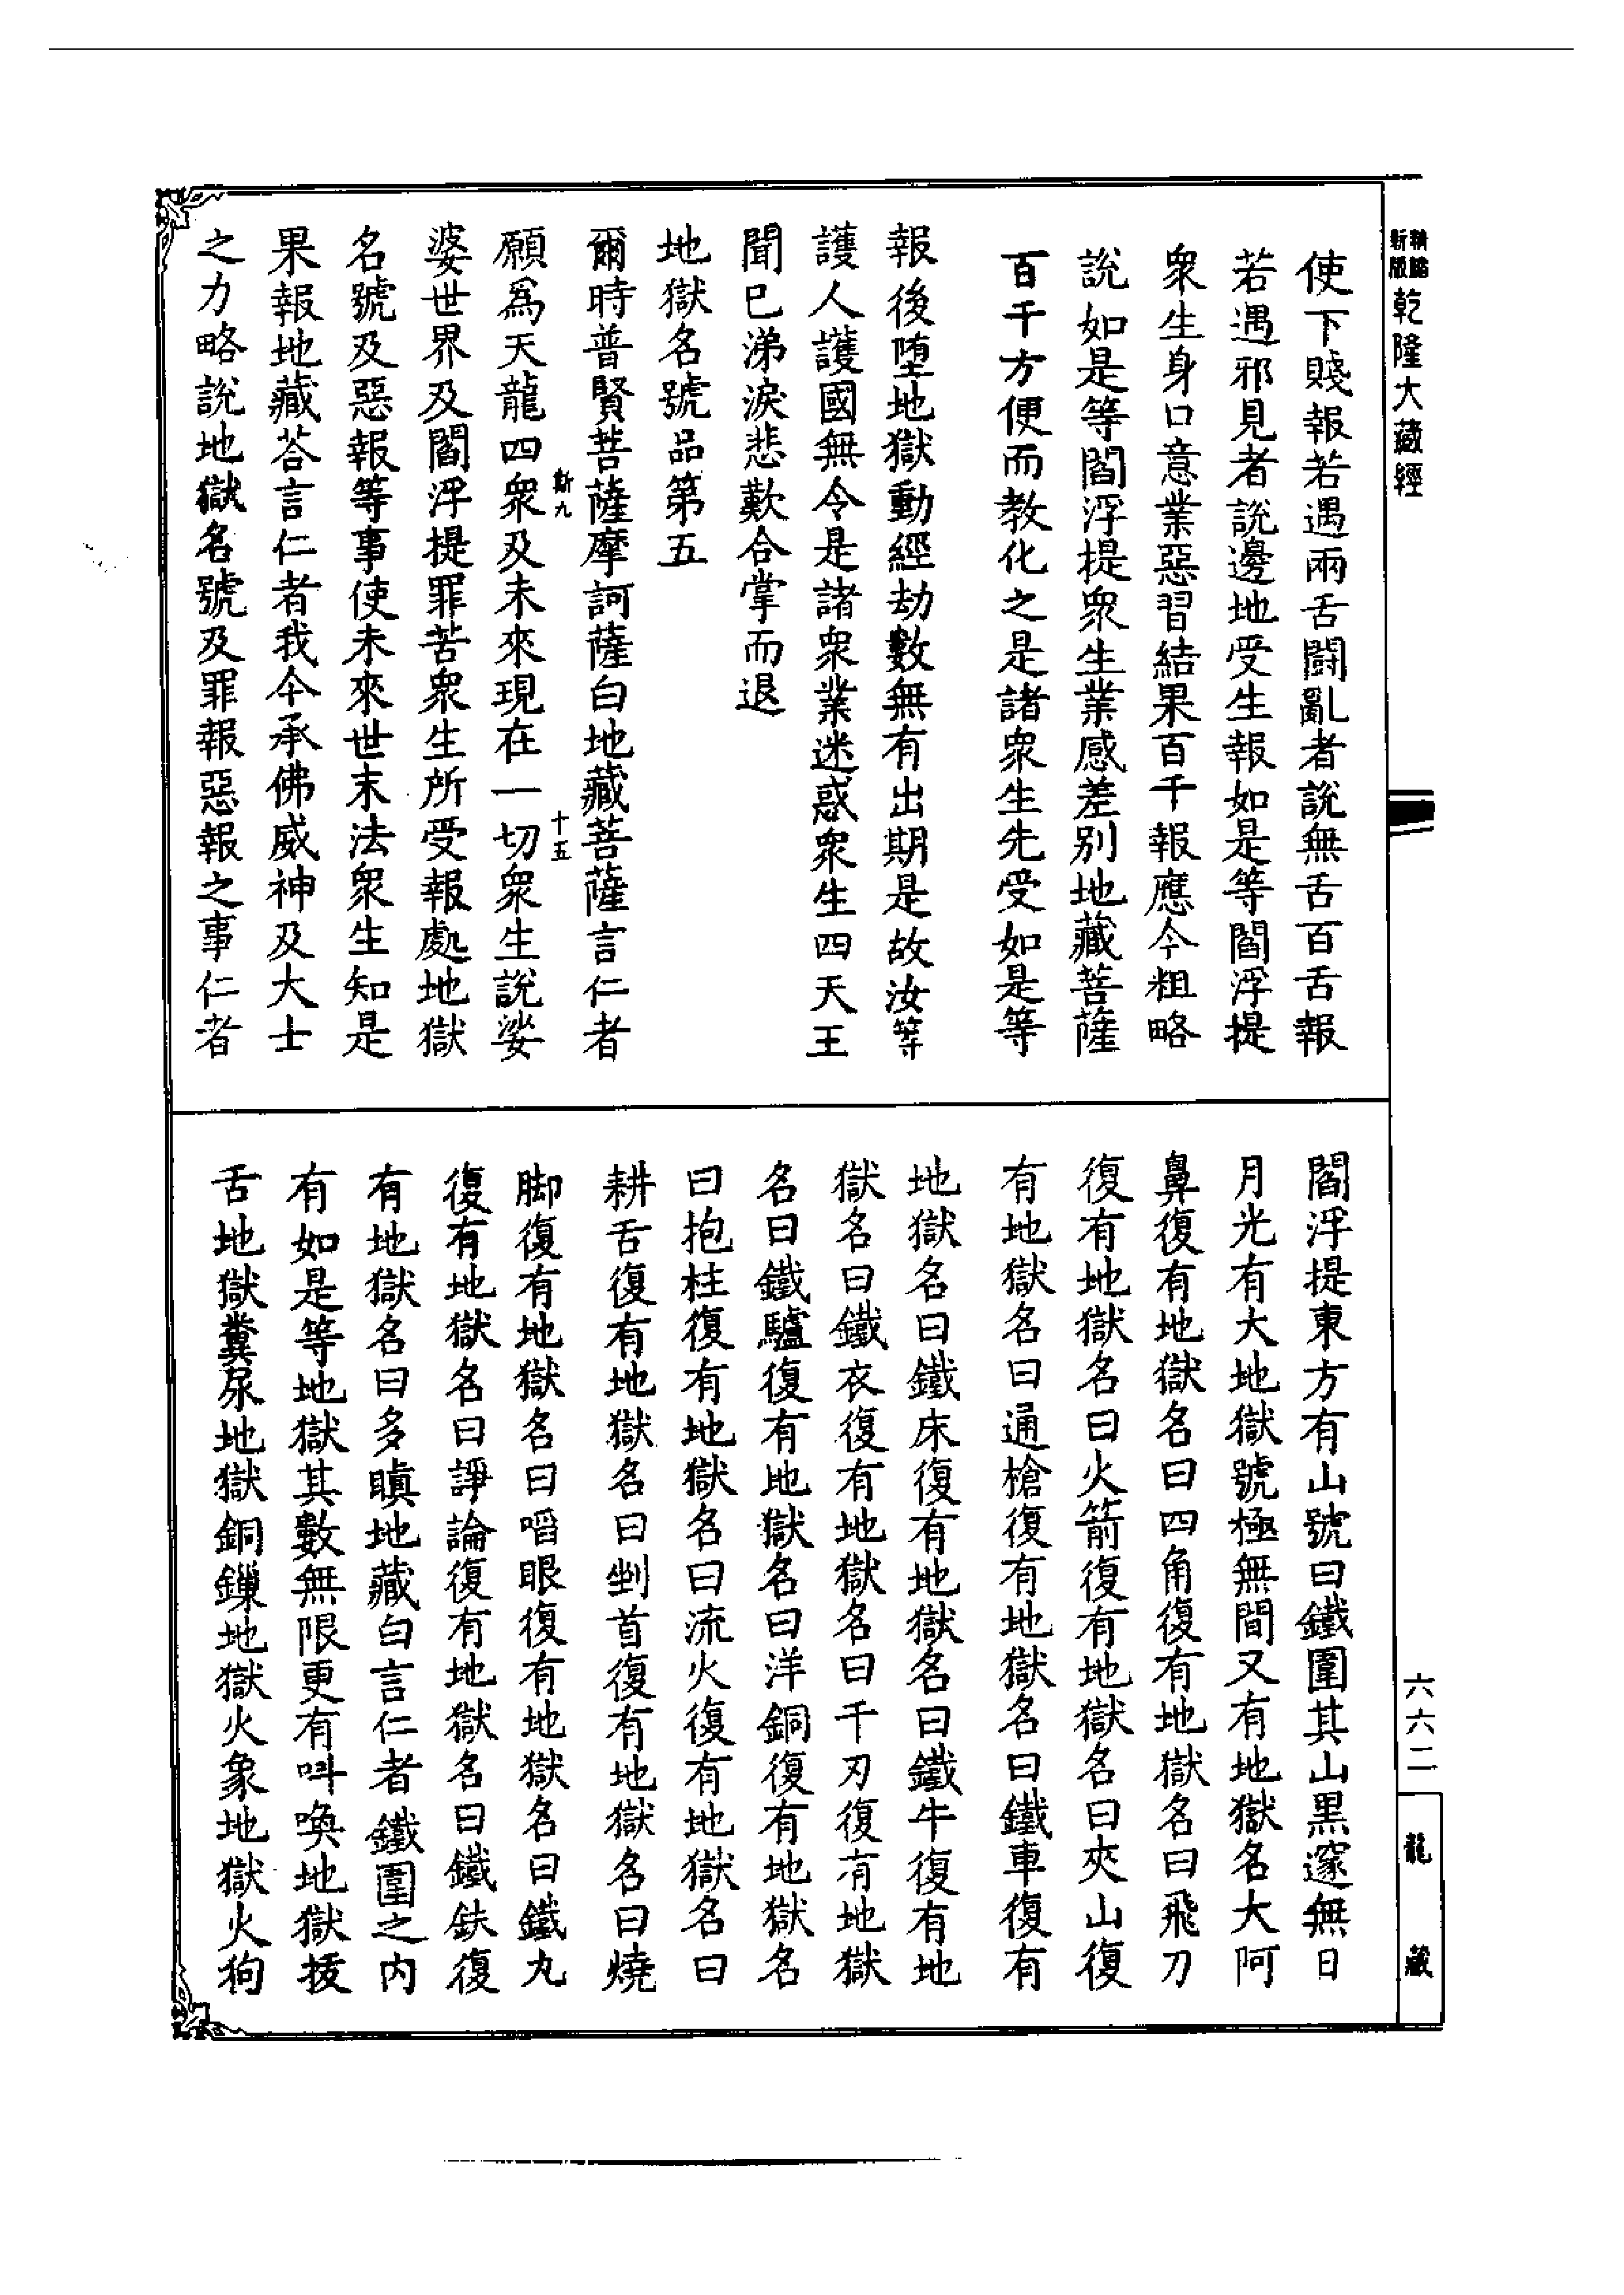 精縮
新版
乾隆大藏經
使下賤報若遇兩舌鬪亂者說無舌百舌報
若遇邪見者說邊地受生報如是等閻浮提
衆生身口意業惡習結果百千報應今粗略
說如是等閻浮提衆生業感差別地藏菩薩
百千方便而教化之是諸衆生先受如是等
報後墮地獄動經劫數無有出期是故汝等
護人護國無令是諸衆業迷惑衆生四天王
聞已涕淚悲歎合掌而退
地獄名號品第五
爾時普賢菩薩摩訶薩白地藏菩薩言仁者
斯九
十五
願爲天龍四衆及未來現在一切衆生說娑
婆世界及閻浮提罪苦衆生所受報處地獄
名號及惡報等事使未來世末法衆生知是
果報地藏荅言仁者我今承佛威神及大士
之力略說地獄名號及罪報惡報之事仁者
閻浮提東方有山號曰鐵圍其山黑邃無日
月光有大地獄號極無間又有地獄名大阿
鼻復有地獄名曰四角復有地獄名曰飛刀
復有地獄名曰火箭復有地獄名曰夾山復
有地獄名曰通槍復有地獄名曰鐵車復有
地獄名曰鐵床復有地獄名曰鐵牛復有地
獄名曰鐵衣復有地獄名曰千刃復有地獄
名曰鐵驢復有地獄名曰洋銅復有地獄名
曰抱柱復有地獄名曰流火復有地獄名曰
耕舌復有地獄名曰剉首復有地獄名曰燒
脚復有地獄名曰啗眼復有地獄名曰鐵丸
復有地獄名曰諍論復有地獄名曰鐵鈇復
有地獄名曰多瞋地藏白言仁者鐵圍之內
有如是等地獄其數無限更有叫喚地獄拔
舌地獄糞尿地獄銅鏁地獄火象地獄火狗
六六二
龍藏